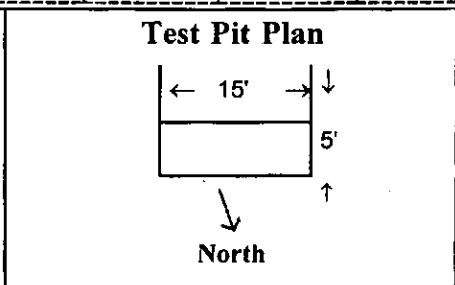 Test Pit Plan
← 15' → ↓
5'
↑
North